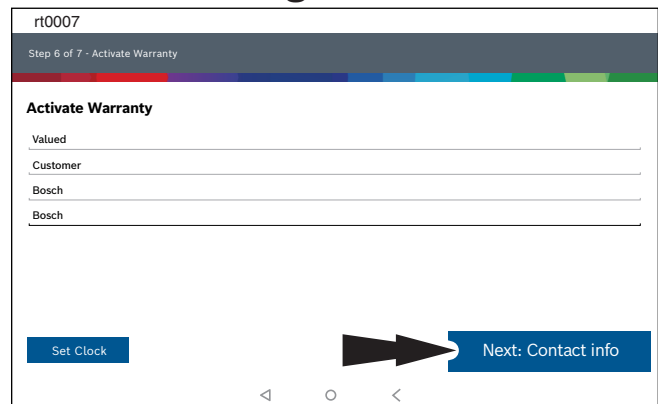 rt0007
Step 6 of 7 - Activate Warranty
Activate Warranty
Valued
Customer
Bosch
Bosch
Set Clock
Next: Contact info